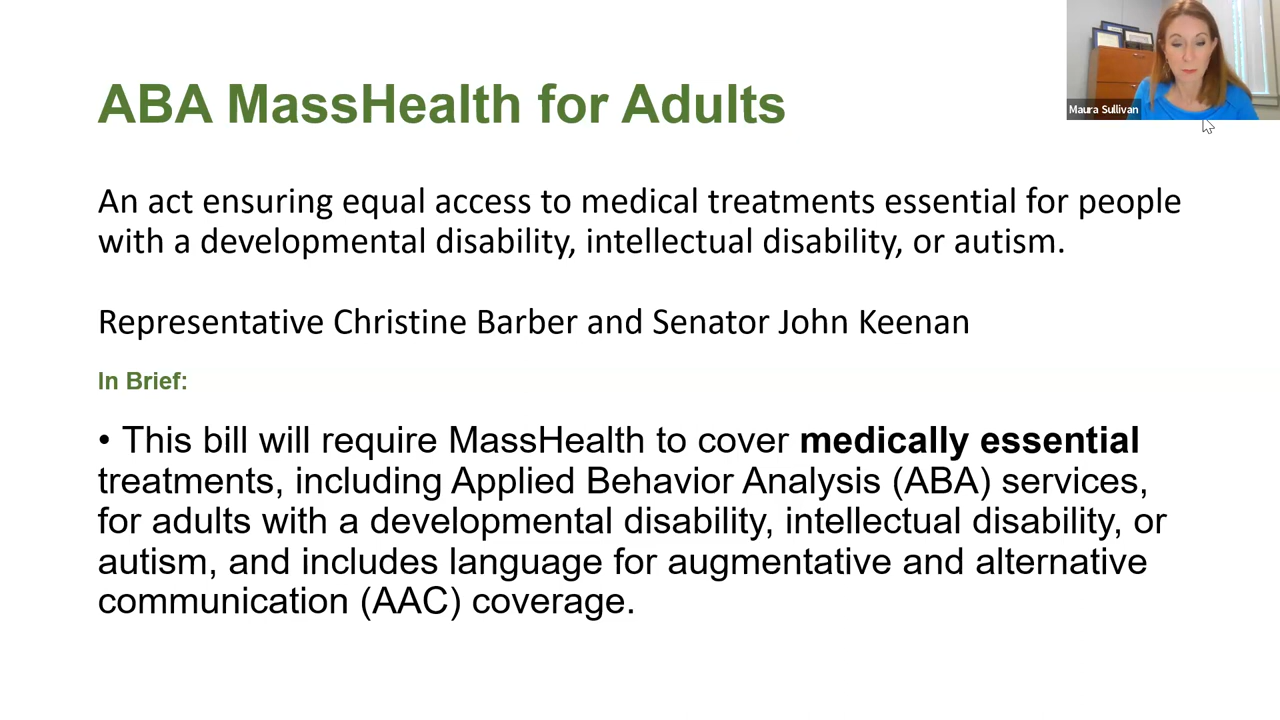 ABA MassHealth for Adults
Maura Sullivan
An act ensuring equal access to medical treatments essential for people
with a developmental disability, intellectual disability, or autism.
Representative Christine Barber and Senator John Keenan
In Brief:
• This bill will require MassHealth to cover medically essential
treatments, including Applied Behavior Analysis (ABA) services,
for adults with a developmental disability, intellectual disability, or
autism, and includes language for augmentative and alternative
communication (AAC) coverage.